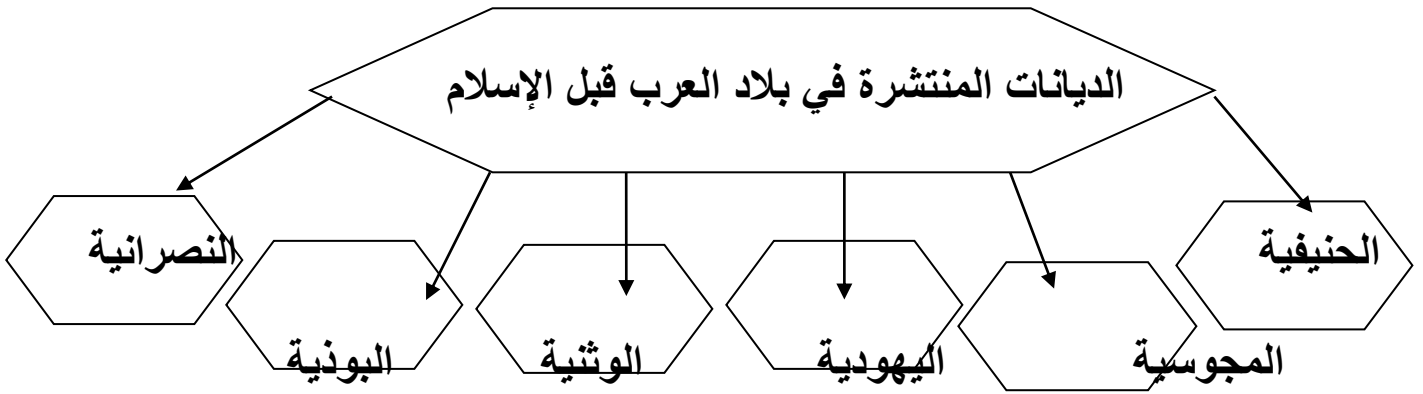 الديانات المنتشرة في بلاد العرب قبل الإسلام
الحنيفية
المجوسية
اليهودية
الوثنية
البوذية
النصرانية